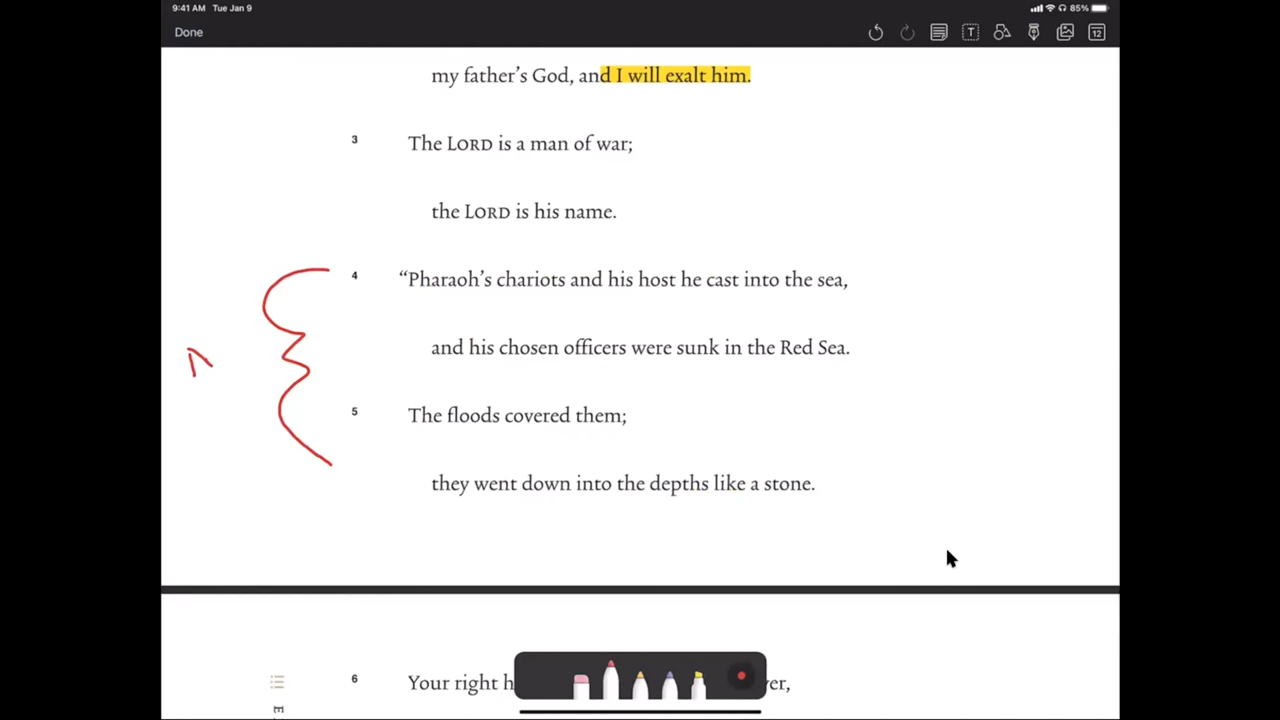 9:41 AM Tue Jan 9
85%
Done
T
12
my father’s God, and I will exalt him.
3 The LORD is a man of war;
the LORD is his name.
4 “Pharaoh’s chariots and his host he cast into the sea,
and his chosen officers were sunk in the Red Sea.
5 The floods covered them;
they went down into the depths like a stone.
6 Your right